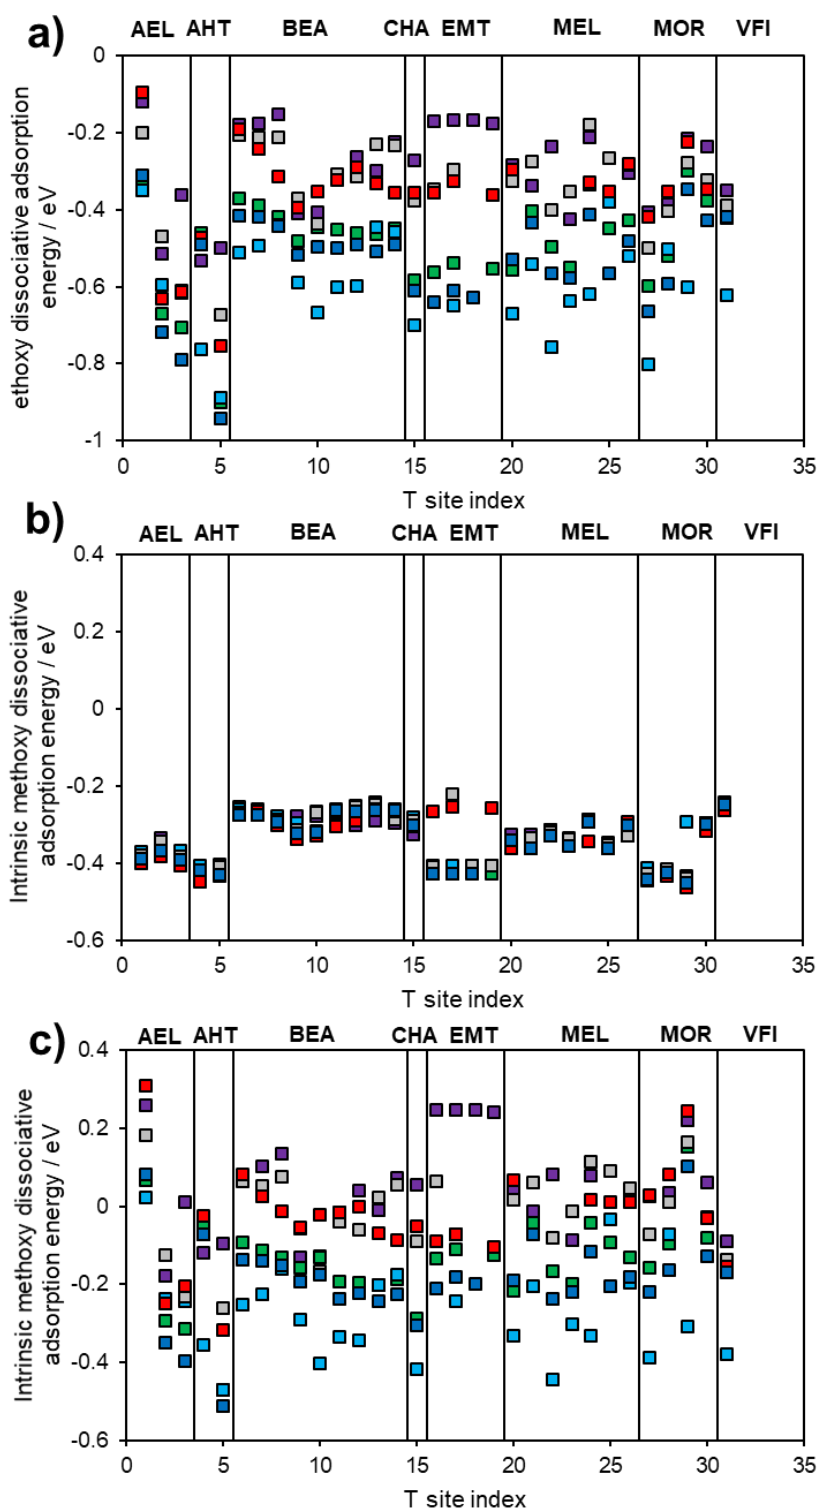 a)
AEL AHT BEA CHA EMT MEL MOR VFI
0
-0.2
-0.4
-0.6
-0.8
-1
ethoxy dissociative adsorption
energy / eV
0 5 10 15 20 25 30 35
T site index
b)
AEL AHT BEA CHA EMT MEL MOR VFI
0.4
0.2
0
-0.2
-0.4
-0.6
Intrinsic methoxy dissociative
adsorption energy / eV
0 5 10 15 20 25 30 35
T site index
c)
AEL AHT BEA CHA EMT MEL MOR VFI
0.4
0.2
0
-0.2
-0.4
-0.6
Intrinsic methoxy dissociative
adsorption energy / eV
0 5 10 15 20 25 30 35
T site index